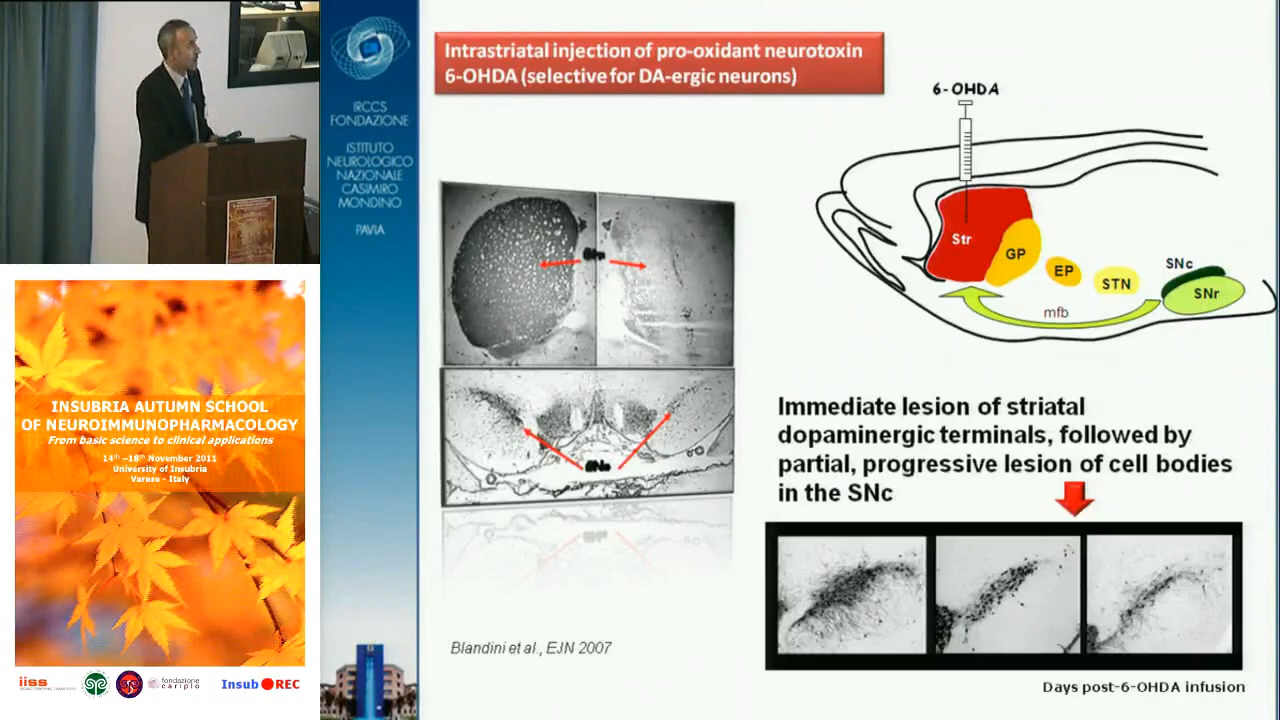 Intrastriatal injection of pro-oxidant neurotoxin
6-OHDA (selective for DA-ergic neurons)
IRCCS
FONDAZIONE
ISTITUTO
NEUROLOGICO
NAZIONALE
CASIMIRO
MONDINO
PAVIA
6-OHDA
Str
GP
EP
STN
SNc
SNr
mfb
Immediate lesion of striatal
dopaminergic terminals, followed by
partial, progressive lesion of cell bodies
in the SNc
Blandini et al., EJN 2007
Days post-6-OHDA infusion
INSUBRIA AUTUMN SCHOOL
OF NEUROIMMUNOPHARMACOLOGY
From basic science to clinical applications
14th -18th November 2011
University of Insubria
Varese - Italy
iiss
fondazione
cariplo
Insub REC